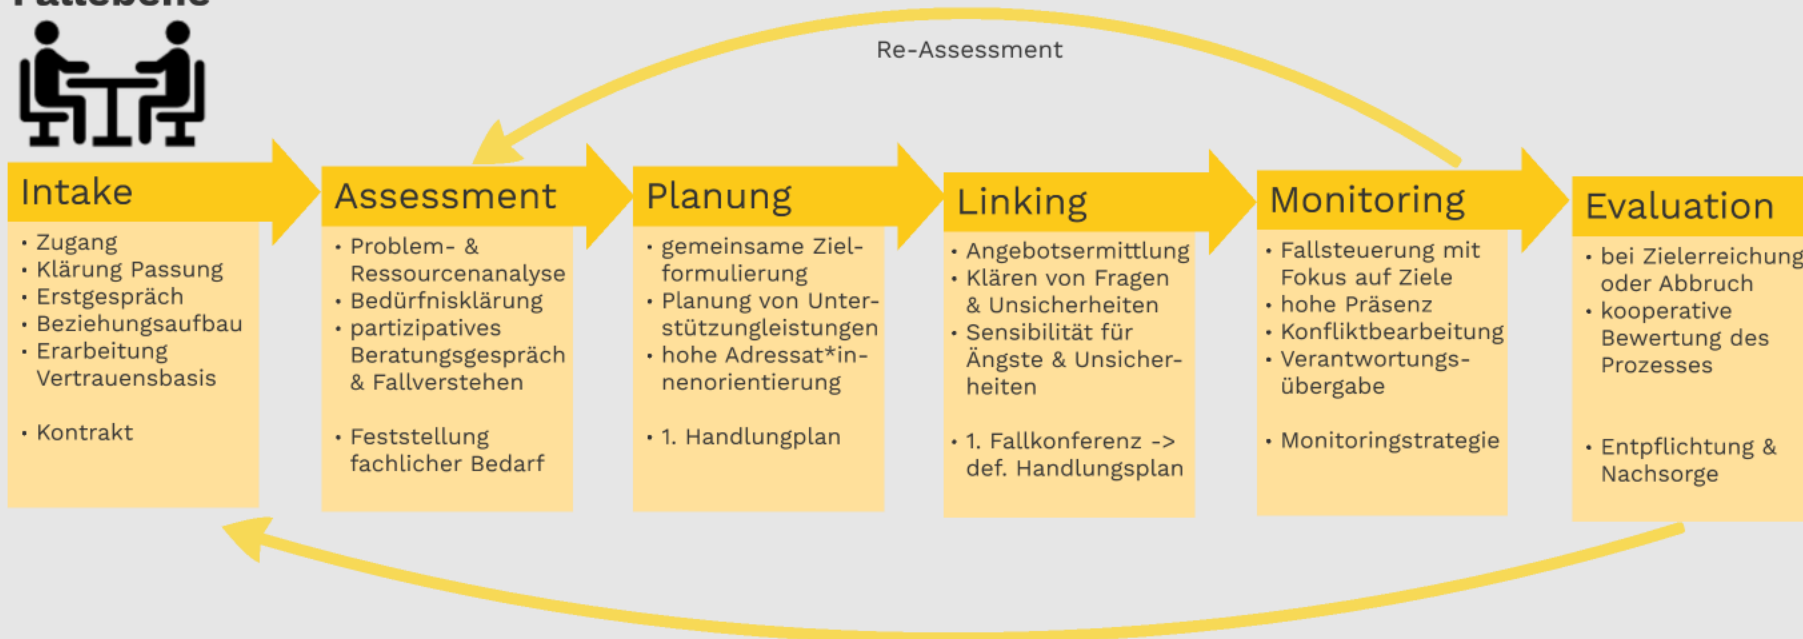 Fallebene
Re-Assessment
Intake
• Zugang
• Klärung Passung
• Erstgespräch
• Beziehungsaufbau
• Erarbeitung
Vertrauensbasis
• Kontrakt
Assessment
• Problem- &
Ressourcenanalyse
• Bedürfnisklärung
• partizipatives
Beratungsgespräch
& Fallverstehen
• Feststellung
fachlicher Bedarf
Planung
• gemeinsame Ziel-
formulierung
• Planung von Unter-
stützungleistungen
• hohe Adressat*in-
nenorientierung
• 1. Handlungplan
Linking
• Angebotsermittlung
• Klären von Fragen
& Unsicherheiten
• Sensibilität für
Ängste & Unsicher-
heiten
• 1. Fallkonferenz ->
def. Handlungsplan
Monitoring
• Fallsteuerung mit
Fokus auf Ziele
• hohe Präsenz
• Konfliktbearbeitung
• Verantwortungs-
übergabe
• Monitoringstrategie
Evaluation
• bei Zielerreichung
oder Abbruch
• kooperative
Bewertung des
Prozesses
• Entpflichtung &
Nachsorge